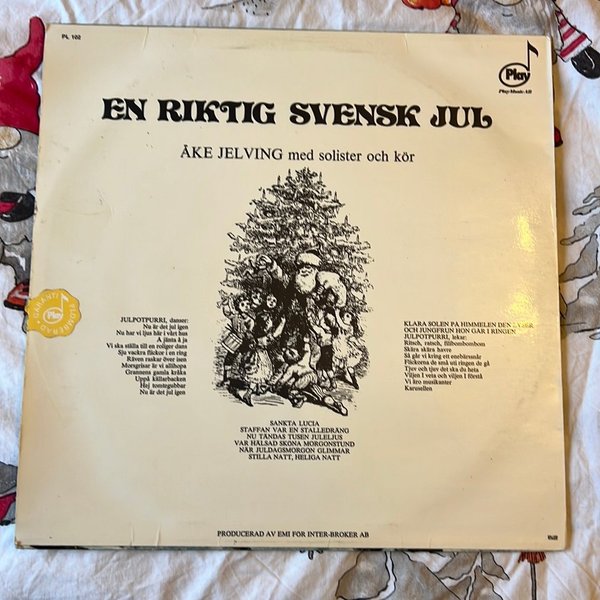 PL 102
Play
Play-Music-AB
EN RIKTIG SVENSK JUL
ÅKE JELVING med solister och kör
GARANTI
PLOMBERAD
Play
JULPOTPURRI, danser:
Nu är det jul igen
Nu har vi ljus här i vårt hus
Å jänta å ja
Vi ska ställa till en roliger dans
Sju vackra flickor i en ring
Räven raskar över isen
Morsgrisar är vi allihopa
Grannens gamla kråka
Uppå källarbacken
Hej tomtegubbar
Nu är det jul igen
KLARA SOLEN PÅ HIMMELEN DEN
OCH JUNGFRUN HON GÅR I RINGEN
JULPOTPURRI, lekar:
Ritsch, ratsch, filibombombom
Skära skära havre
Så går vi kring ett enebärssnår
Flickorna de små uti ringen de gå
Tjuv och tjuv det ska du heta
Viljen I veta och viljen I förstå
Vi äro musikanter
Karusellen
SANKTA LUCIA
STAFFAN VAR EN STALLEDRÄNG
NU TÄNDAS TUSEN JULELJUS
VAR HÄLSAD SKÖNA MORGONSTUND
NÄR JULDAGSMORGON GLIMMAR
STILLA NATT, HELIGA NATT
PRODUCERAD AV EMI FÖR INTER-BROKER AB